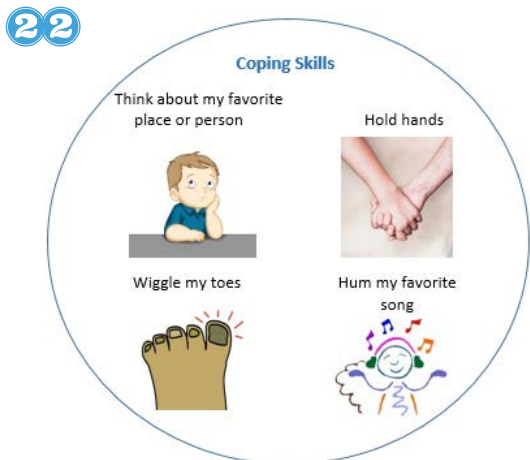 22
Coping Skills
Think about my favorite
place or person
Hold hands
Wiggle my toes
Hum my favorite
song